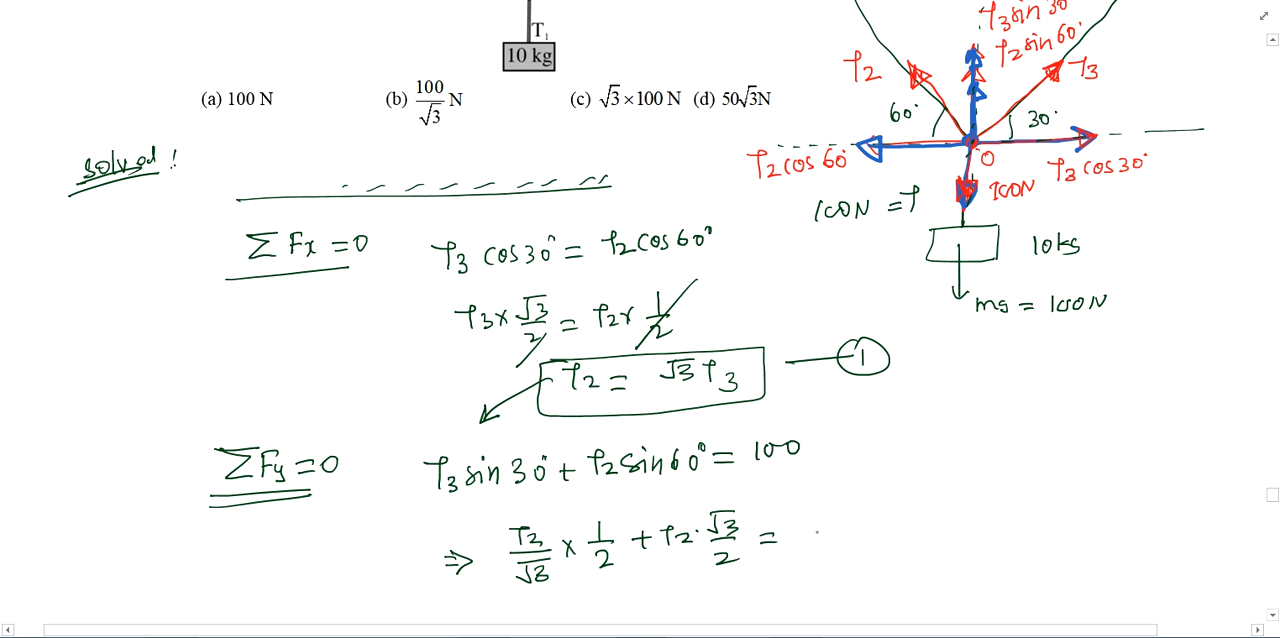 T₁
10 kg
(a) 100 N (b) 100/√3 N (c) √3 × 100 N (d) 50√3N
Solved!
T3 sin 30°
T2 sin 60°
T2
T3
60°
30°
T2 cos 60°
O
T3 cos 30°
100N
100N = T
10kg
mg = 100N
ΣFx = 0 T3 cos 30° = T2 cos 60°
T3 × √3/2 = T2 × 1/2
T2 = √3 T3 1
ΣFy = 0 T3 sin 30° + T2 sin 60° = 100
⇒ T2/√3 × 1/2 + T2 · √3/2 =